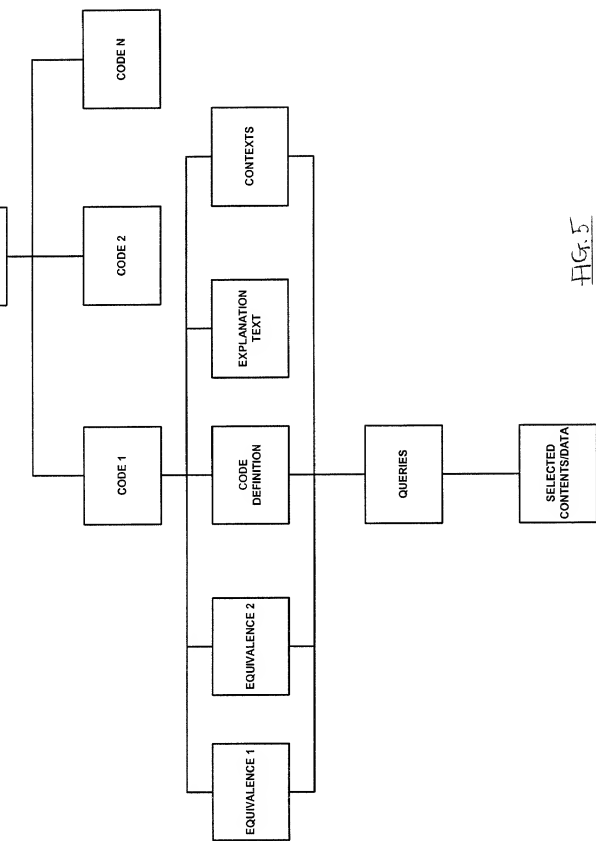 CODE 1
CODE 2
CODE N
EQUIVALENCE 1
EQUIVALENCE 2
CODE
DEFINITION
EXPLANATION
TEXT
CONTEXTS
QUERIES
SELECTED
CONTENTS/DATA
FIG.5